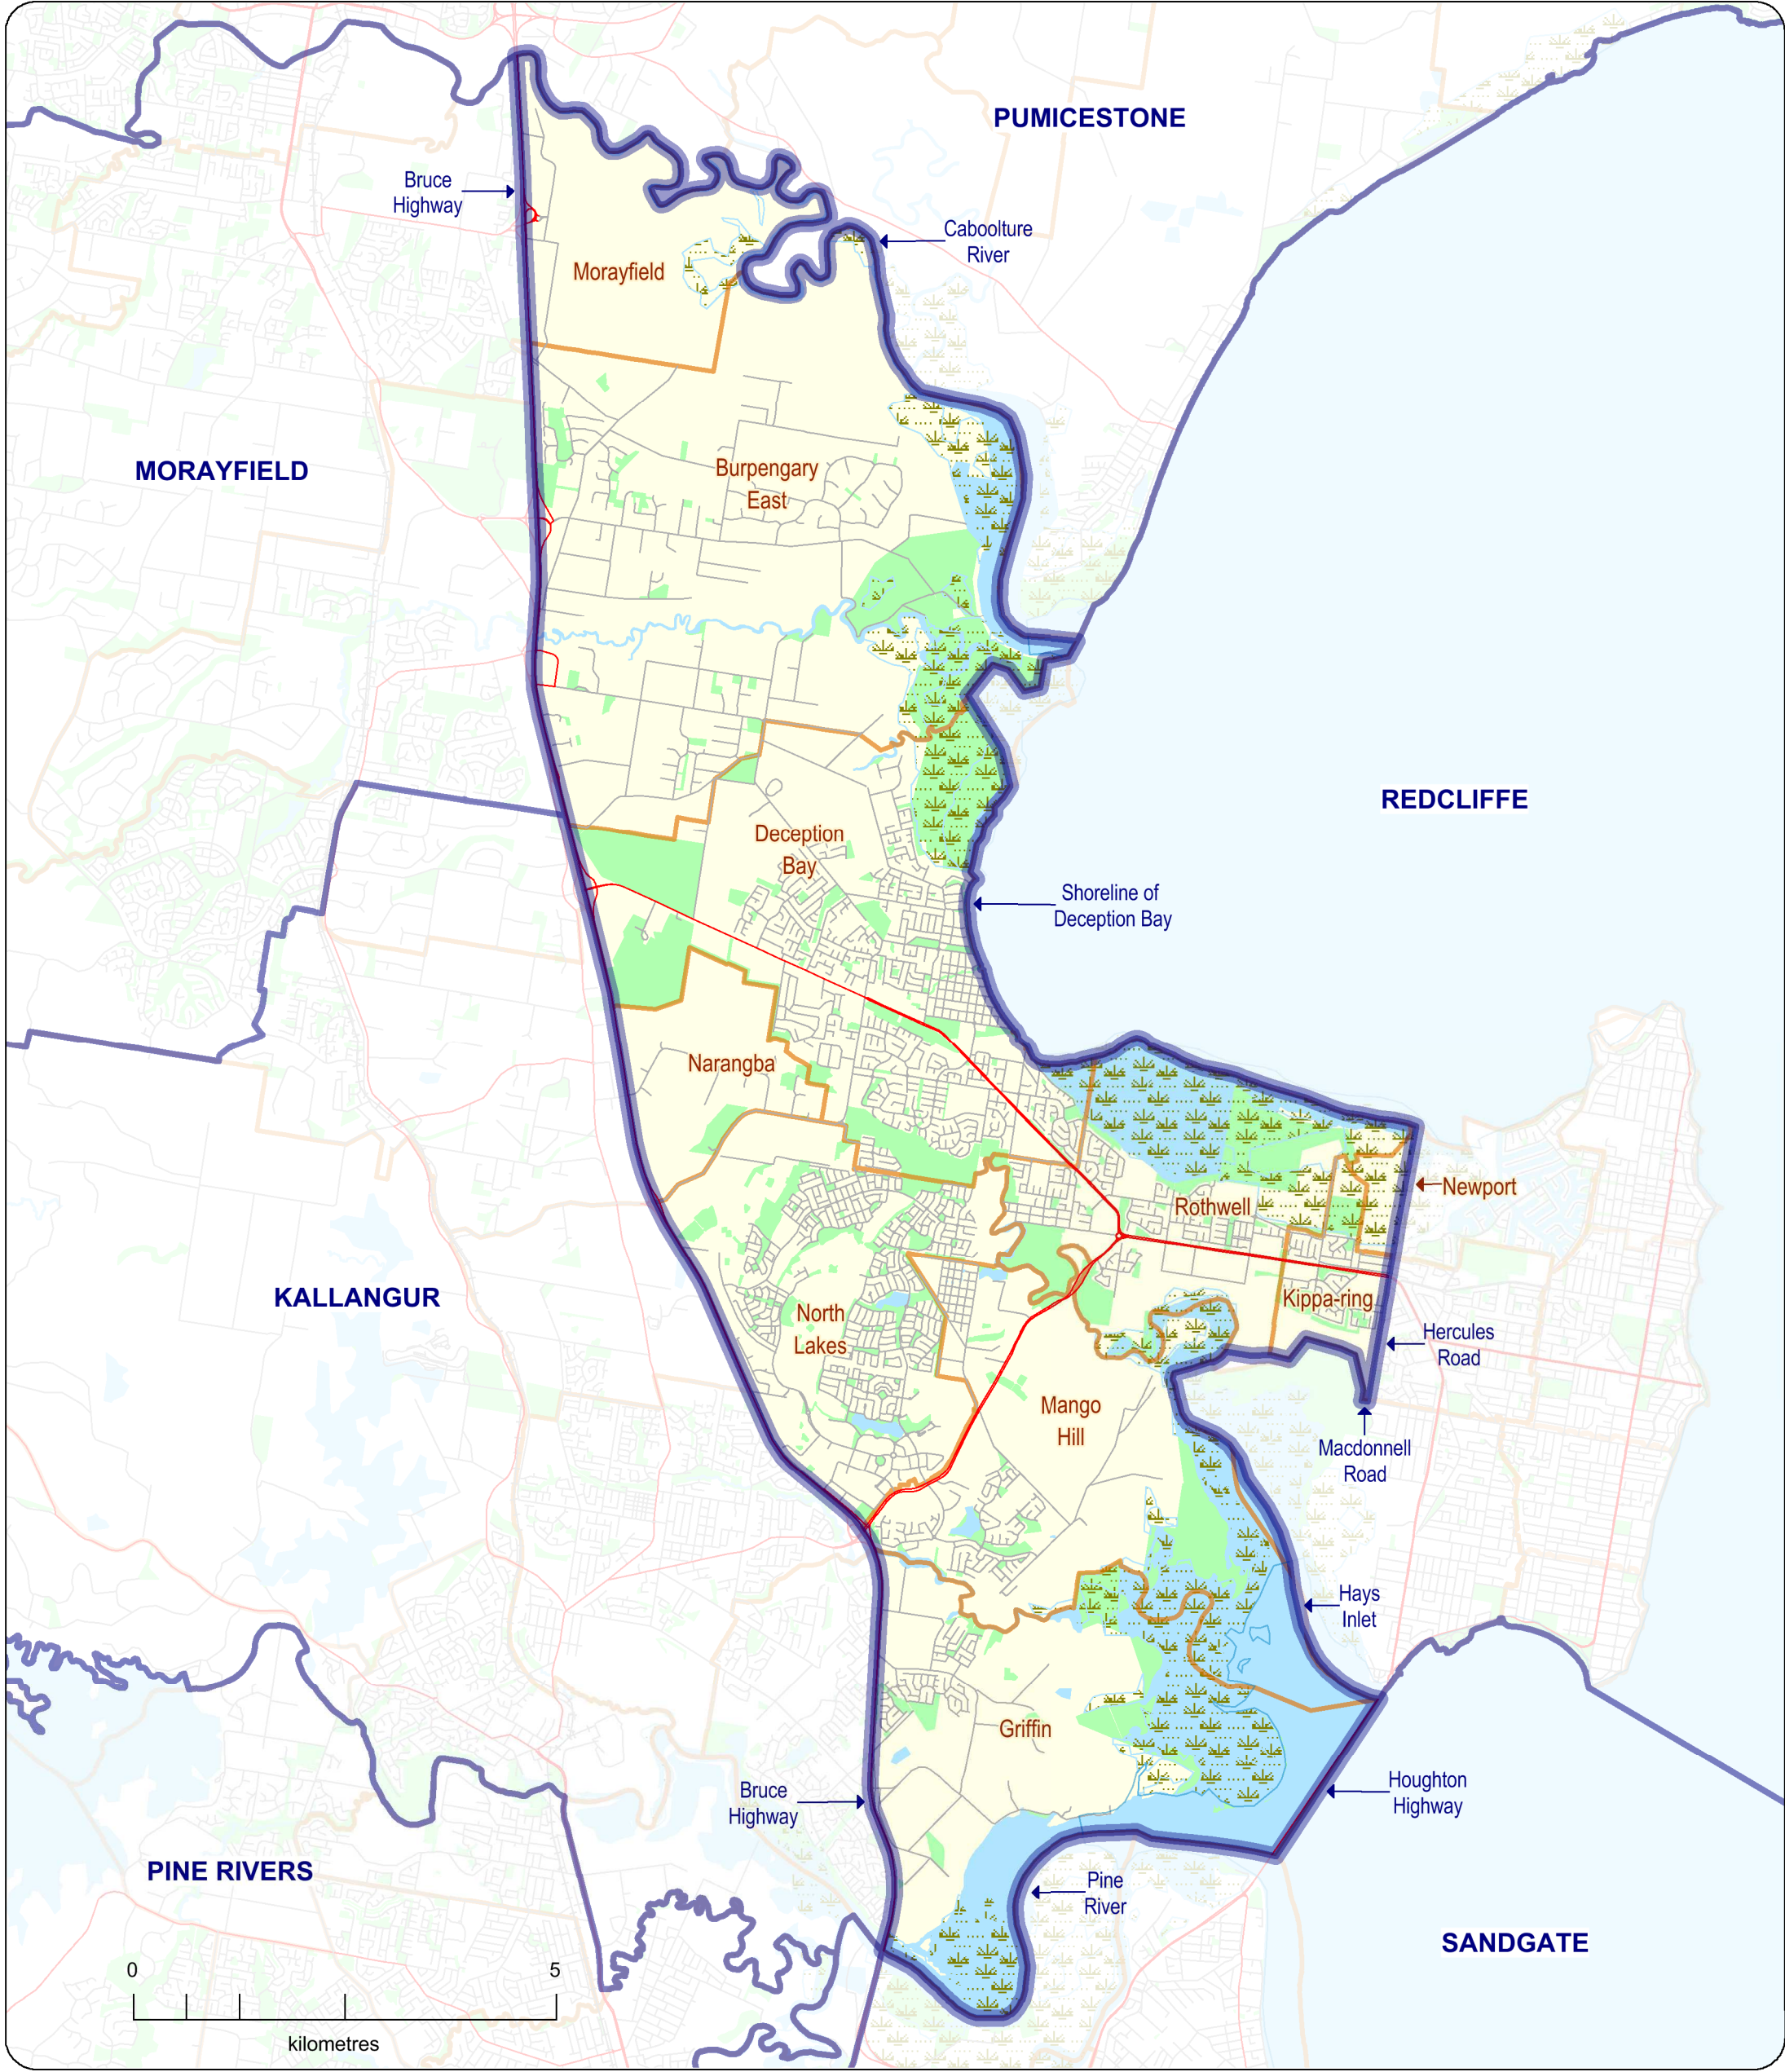 PUMICESTONE
Bruce
Highway
Caboolture
River
Morayfield
MORAYFIELD
Burpengary
East
REDCLIFFE
Deception
Bay
Shoreline of
Deception Bay
Narangba
Newport
Rothwell
KALLANGUR
North
Lakes
Kippa-ring
Hercules
Road
Mango
Hill
Macdonnell
Road
Hays
Inlet
Griffin
Bruce
Highway
Houghton
Highway
PINE RIVERS
Pine
River
SANDGATE
0 5
kilometres